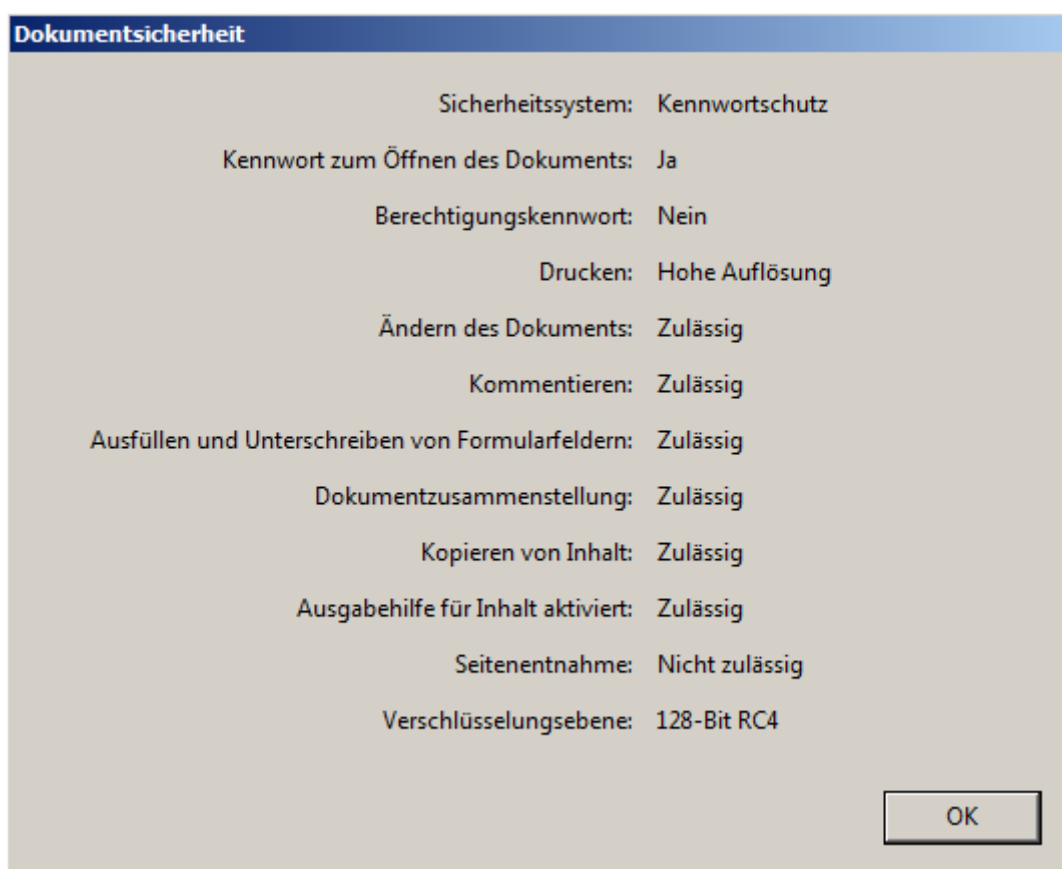 Dokumentsicherheit
Sicherheitssystem: Kennwortschutz
Kennwort zum Öffnen des Dokuments: Ja
Berechtigungskennwort: Nein
Drucken: Hohe Auflösung
Ändern des Dokuments: Zulässig
Kommentieren: Zulässig
Ausfüllen und Unterschreiben von Formularfeldern: Zulässig
Dokumentzusammenstellung: Zulässig
Kopieren von Inhalt: Zulässig
Ausgabehilfe für Inhalt aktiviert: Zulässig
Seitenentnahme: Nicht zulässig
Verschlüsselungsebene: 128-Bit RC4
OK